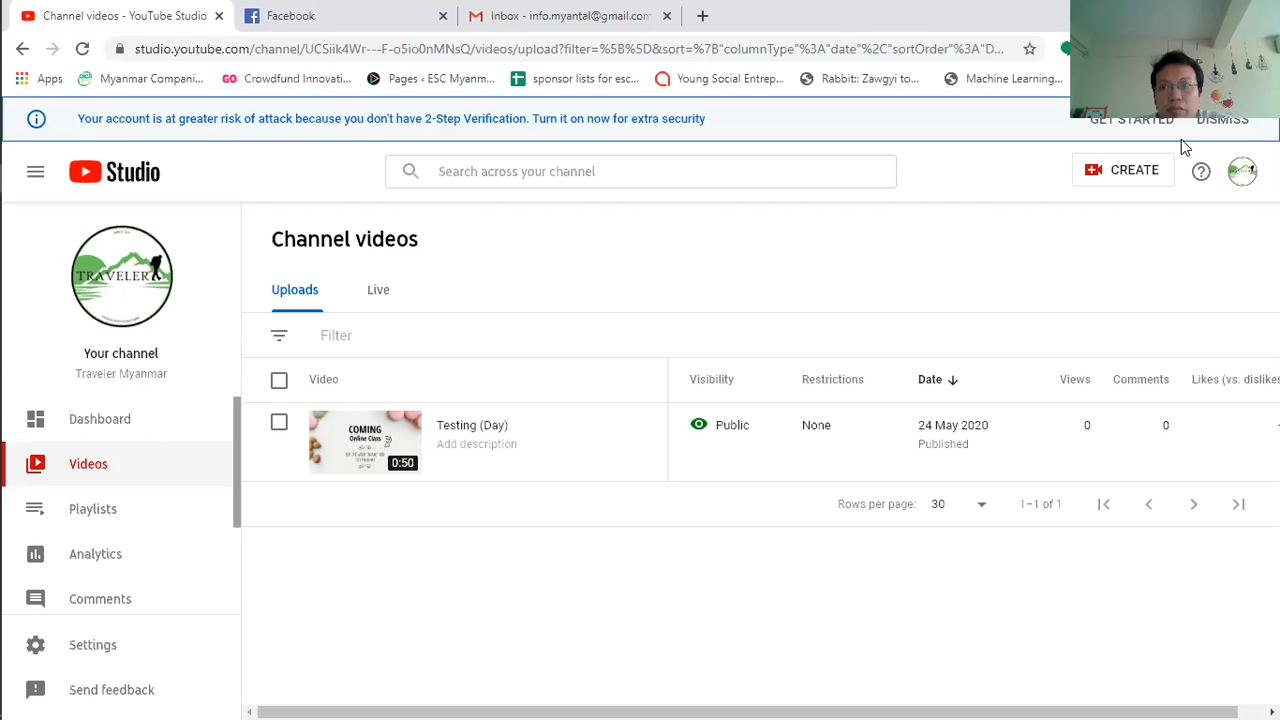 Channel videos - YouTube Studio
Facebook
Inbox - info.myantal@gmail.com
studio.youtube.com/channel/UCSiik4Wr---F-o5io0nMNsQ/videos/upload?filter=%5B%5D&sort=%7B"columnType"%3A"date"%2C"sortOrder"%3A"D...
Apps
Myanmar Compani...
Crowdfund Innovati...
Pages ‹ ESC Myanm...
sponsor lists for esc...
Young Social Entrep...
Rabbit:: Zawgyi to...
Machine Learning...
Your account is at greater risk of attack because you don't have 2-Step Verification. Turn it on now for extra security
GET STARTED
DISMISS
Studio
Search across your channel
CREATE
TRAVELER
Your channel
Traveler Myanmar
Dashboard
Videos
Playlists
Analytics
Comments
Settings
Send feedback
Channel videos
Uploads
Live
Filter
Video
Visibility
Restrictions
Date
Views
Comments
Likes (vs. dislikes
COMING
Online Class
0:50
Testing (Day)
Add description
Public
None
24 May 2020
Published
0
0
Rows per page:
30
1–1 of 1